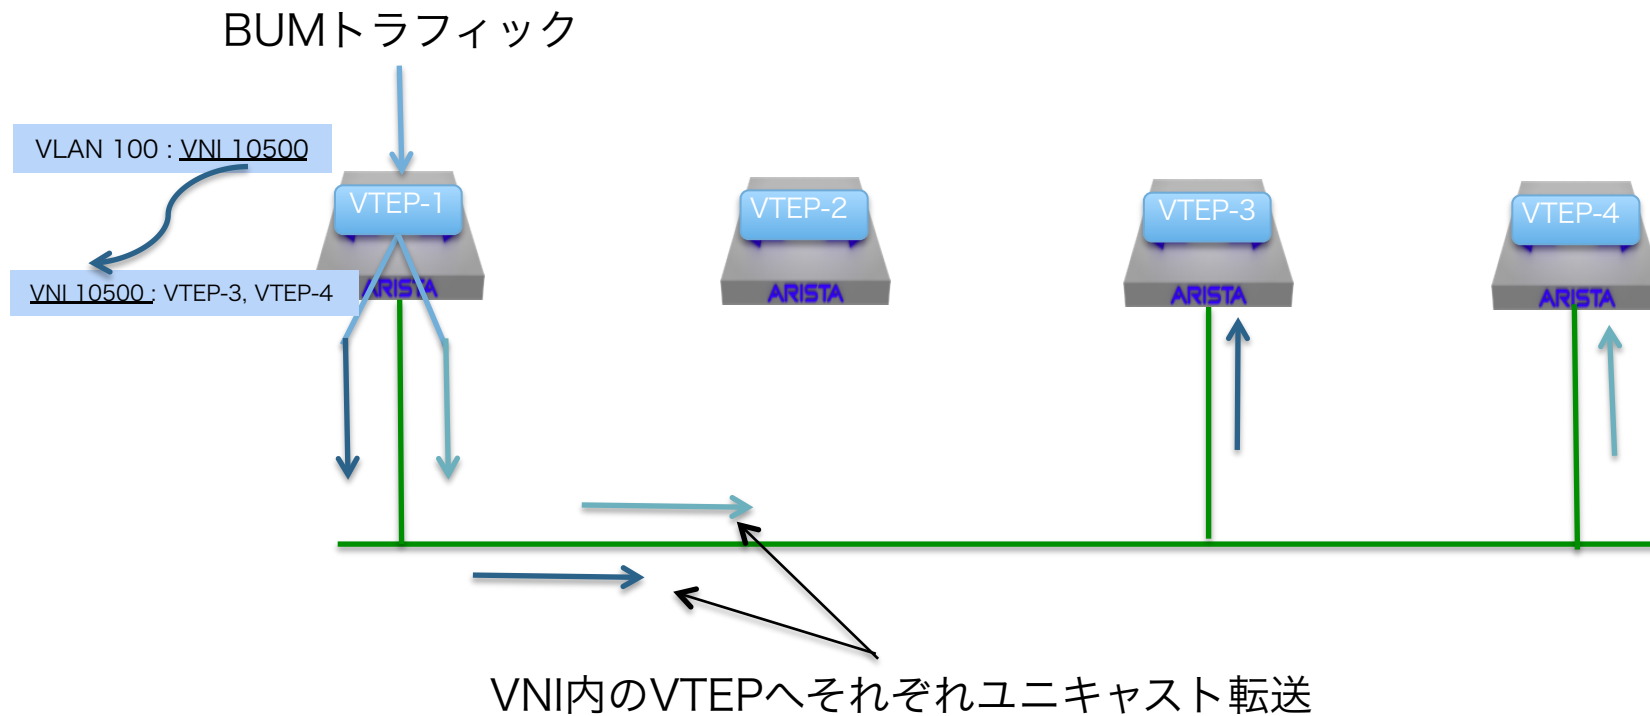 BUMトラフィック
VLAN 100 : VNI 10500
VTEP-1
VTEP-2
VTEP-3
VTEP-4
VNI 10500 : VTEP-3, VTEP-4
ARISTA
ARISTA
ARISTA
ARISTA
VNI内のVTEPへそれぞれユニキャスト転送